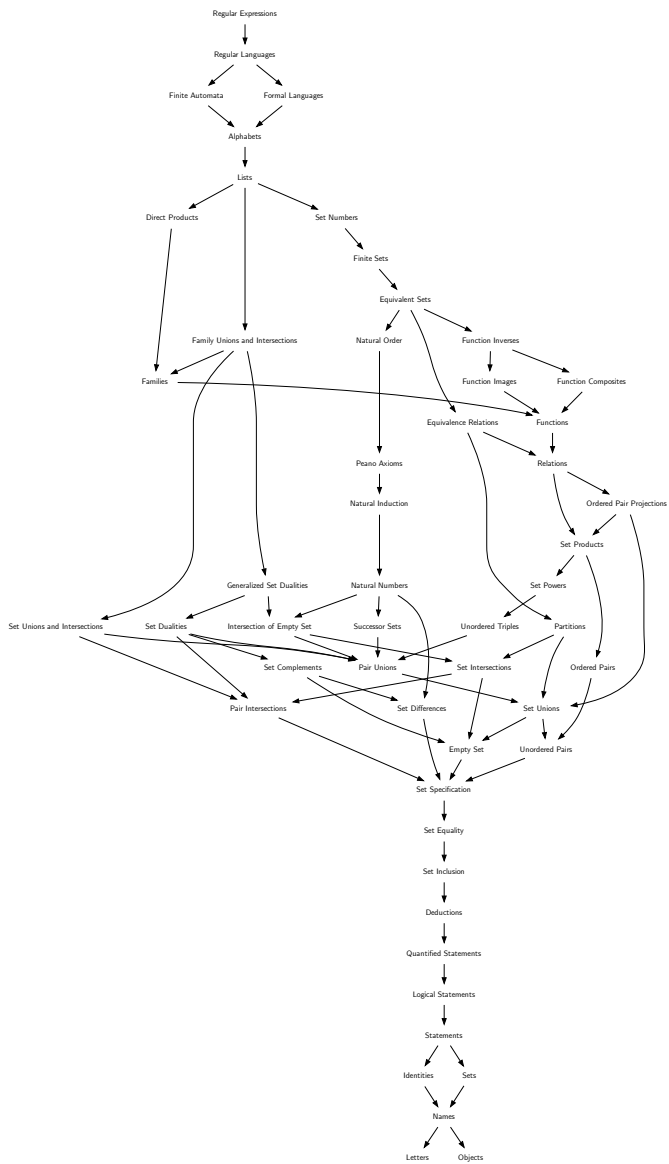 Regular Expressions
Regular Languages
Finite Automata
Formal Languages
Alphabets
Lists
Direct Products
Set Numbers
Finite Sets
Equivalent Sets
Family Unions and Intersections
Natural Order
Function Inverses
Families
Function Images
Function Composites
Equivalence Relations
Functions
Peano Axioms
Relations
Natural Induction
Ordered Pair Projections
Set Products
Generalized Set Dualities
Natural Numbers
Set Powers
Set Unions and Intersections
Set Dualities
Intersection of Empty Set
Successor Sets
Unordered Triples
Partitions
Set Complements
Pair Unions
Set Intersections
Ordered Pairs
Pair Intersections
Set Differences
Set Unions
Empty Set
Unordered Pairs
Set Specification
Set Equality
Set Inclusion
Deductions
Quantified Statements
Logical Statements
Statements
Identities
Sets
Names
Letters
Objects